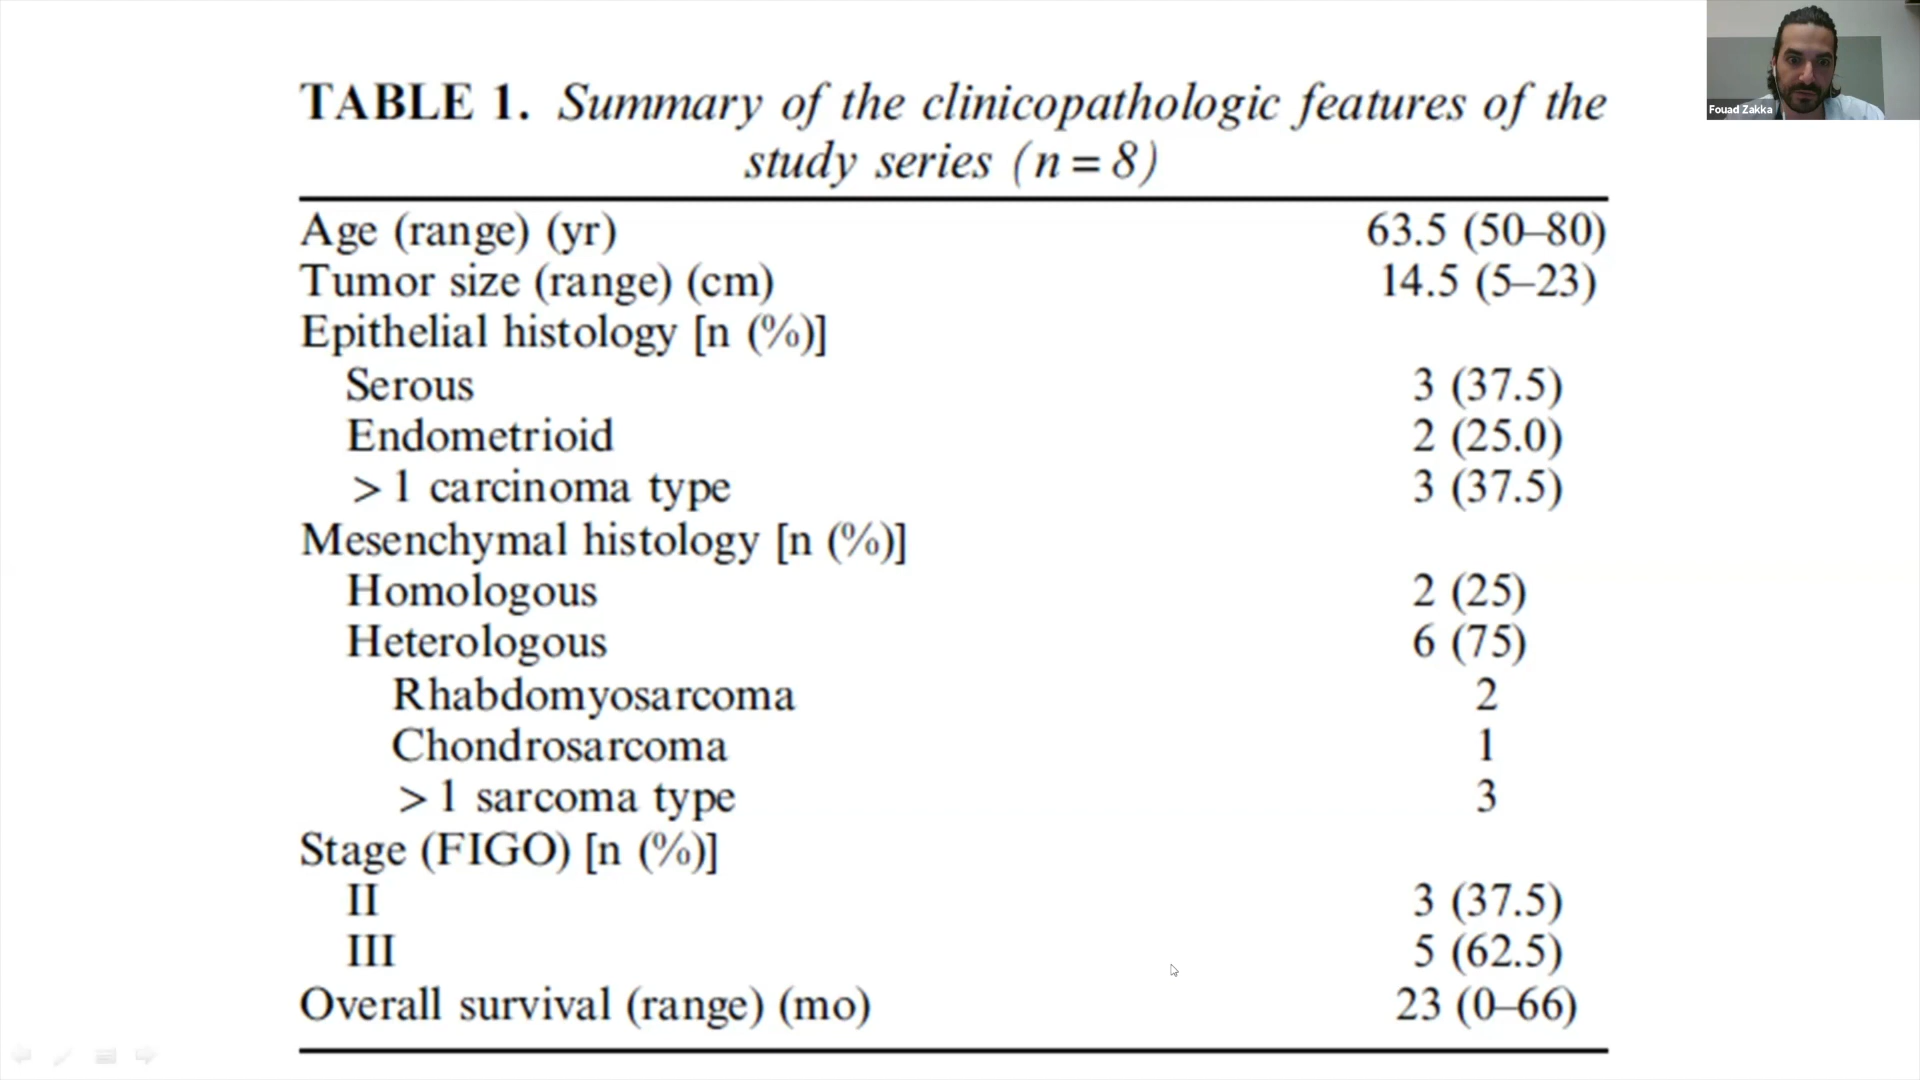 TABLE 1. Summary of the clinicopathologic features of the
study series (n = 8)
Age (range) (yr) 63.5 (50–80)
Tumor size (range) (cm) 14.5 (5–23)
Epithelial histology [n (%)]
Serous 3 (37.5)
Endometrioid 2 (25.0)
> 1 carcinoma type 3 (37.5)
Mesenchymal histology [n (%)]
Homologous 2 (25)
Heterologous 6 (75)
Rhabdomyosarcoma 2
Chondrosarcoma 1
> 1 sarcoma type 3
Stage (FIGO) [n (%)]
II 3 (37.5)
III 5 (62.5)
Overall survival (range) (mo) 23 (0–66)
Fouad Zakka